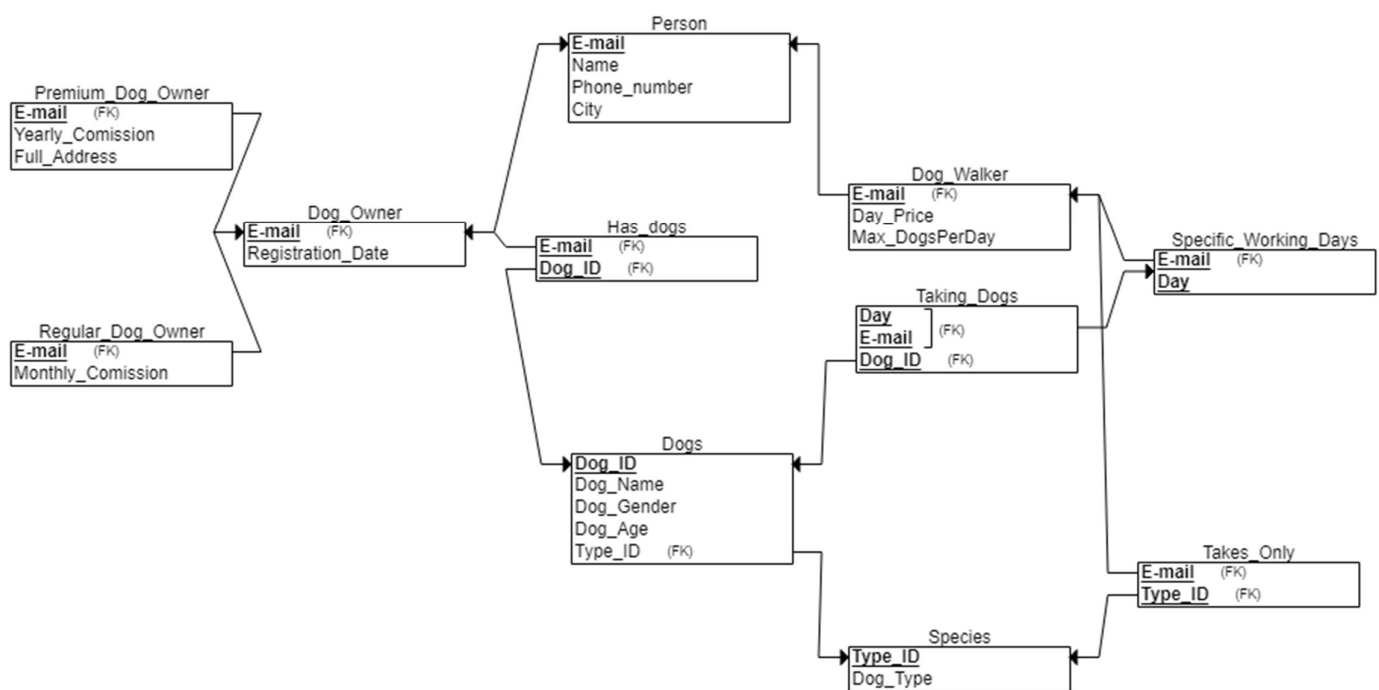 Person
E-mail
Name
Phone_number
City
Premium_Dog_Owner
E-mail (FK)
Yearly_Comission
Full_Address
Dog_Owner
E-mail (FK)
Registration_Date
Regular_Dog_Owner
E-mail (FK)
Monthly_Comission
Has_dogs
E-mail (FK)
Dog_ID (FK)
Dog_Walker
E-mail (FK)
Day_Price
Max_DogsPerDay
Specific_Working_Days
E-mail (FK)
Day
Taking_Dogs
Day
E-mail (FK)
Dog_ID (FK)
Dogs
Dog_ID
Dog_Name
Dog_Gender
Dog_Age
Type_ID (FK)
Takes_Only
E-mail (FK)
Type_ID (FK)
Species
Type_ID
Dog_Type